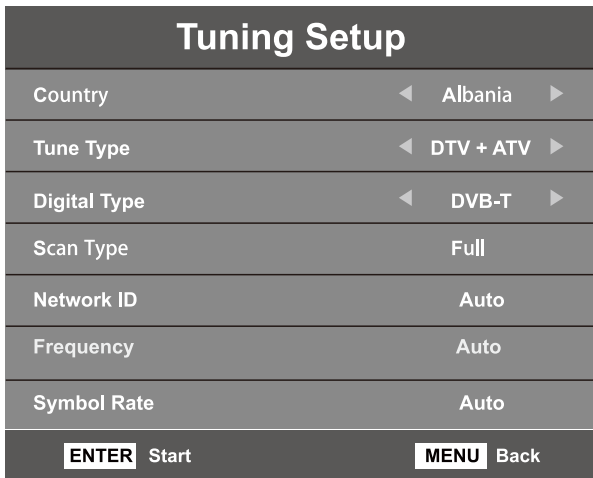 Tuning Setup
Country Albania
Tune Type DTV + ATV
Digital Type DVB-T
Scan Type Full
Network ID Auto
Frequency Auto
Symbol Rate Auto
ENTER Start MENU Back